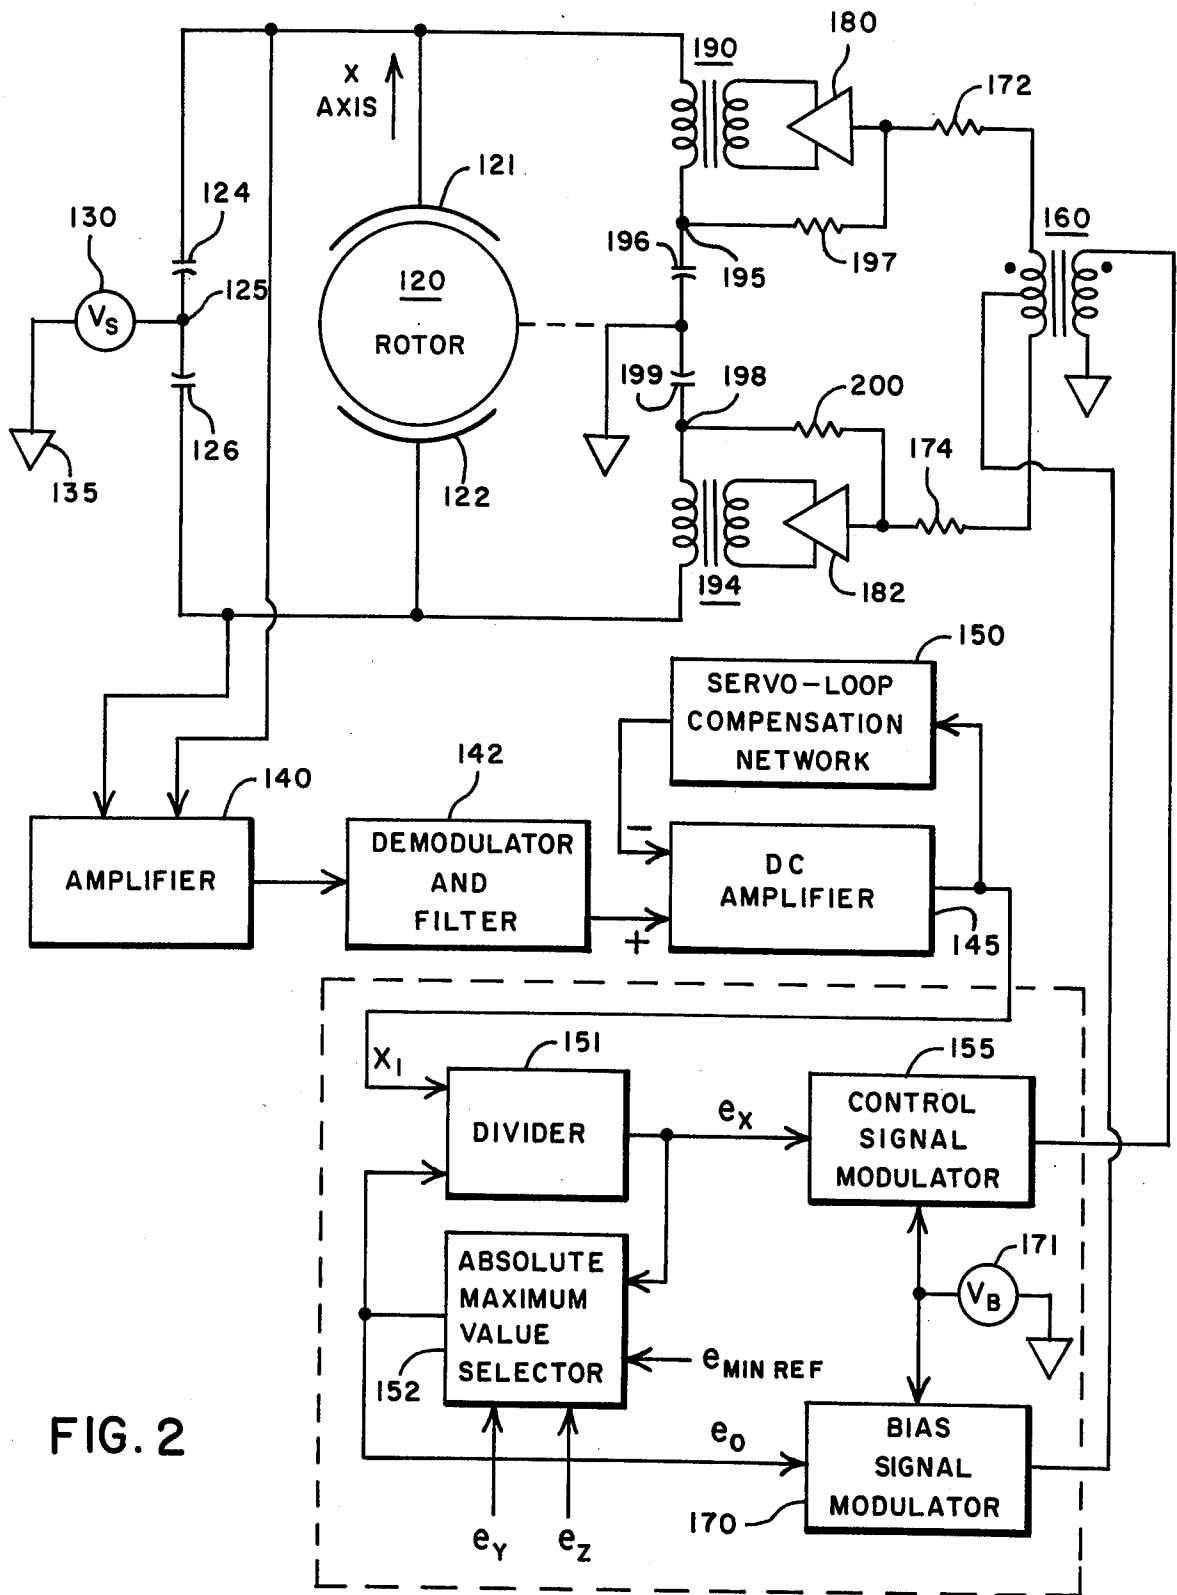 180
190
172
X
AXIS
121
124
130
160
196
195
197
120
125
VS
ROTOR
199
198
200
126
174
135
122
194
182
150
SERVO-LOOP
COMPENSATION
NETWORK
142
140
−
DEMODULATOR
AND
FILTER
DC
AMPLIFIER
AMPLIFIER
+
145
151
155
X1
CONTROL
SIGNAL
MODULATOR
eX
DIVIDER
171
ABSOLUTE
MAXIMUM
VALUE
SELECTOR
VB
152
eMIN REF
FIG. 2
eO
BIAS
SIGNAL
MODULATOR
170
eY
eZ